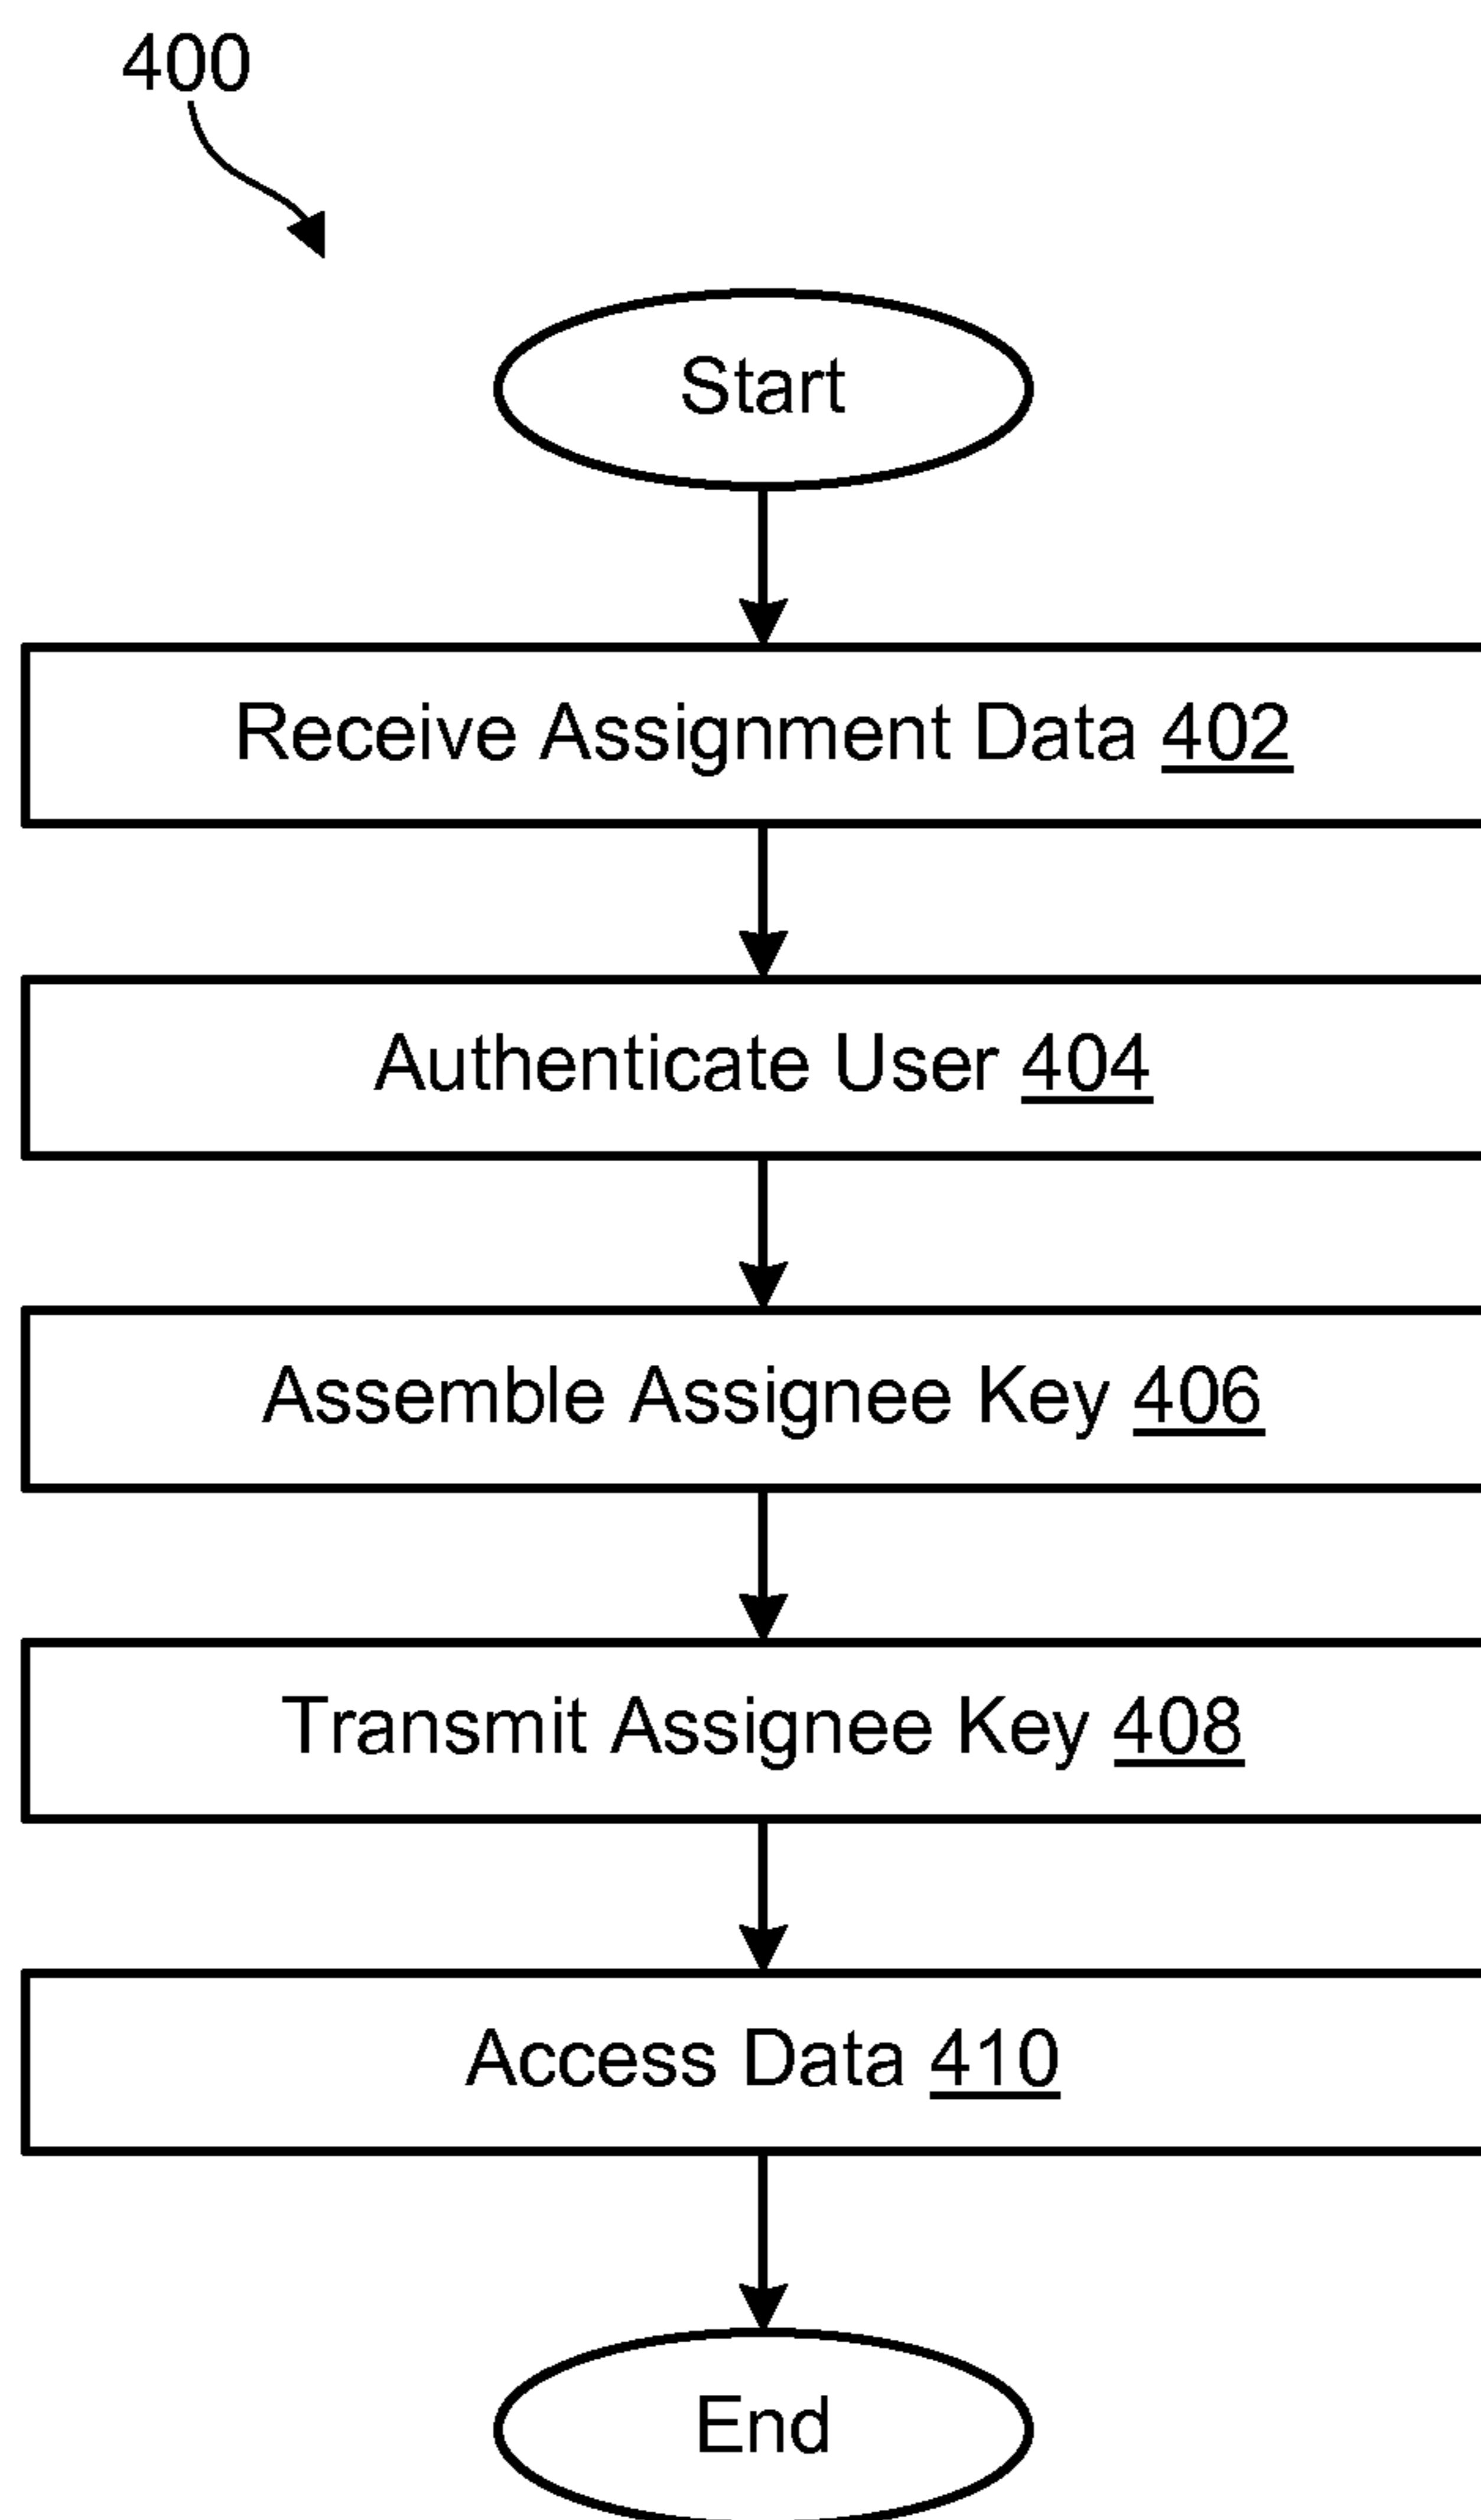 400
Start
Receive Assignment Data 402
Authenticate User 404
Assemble Assignee Key 406
Transmit Assignee Key 408
Access Data 410
End